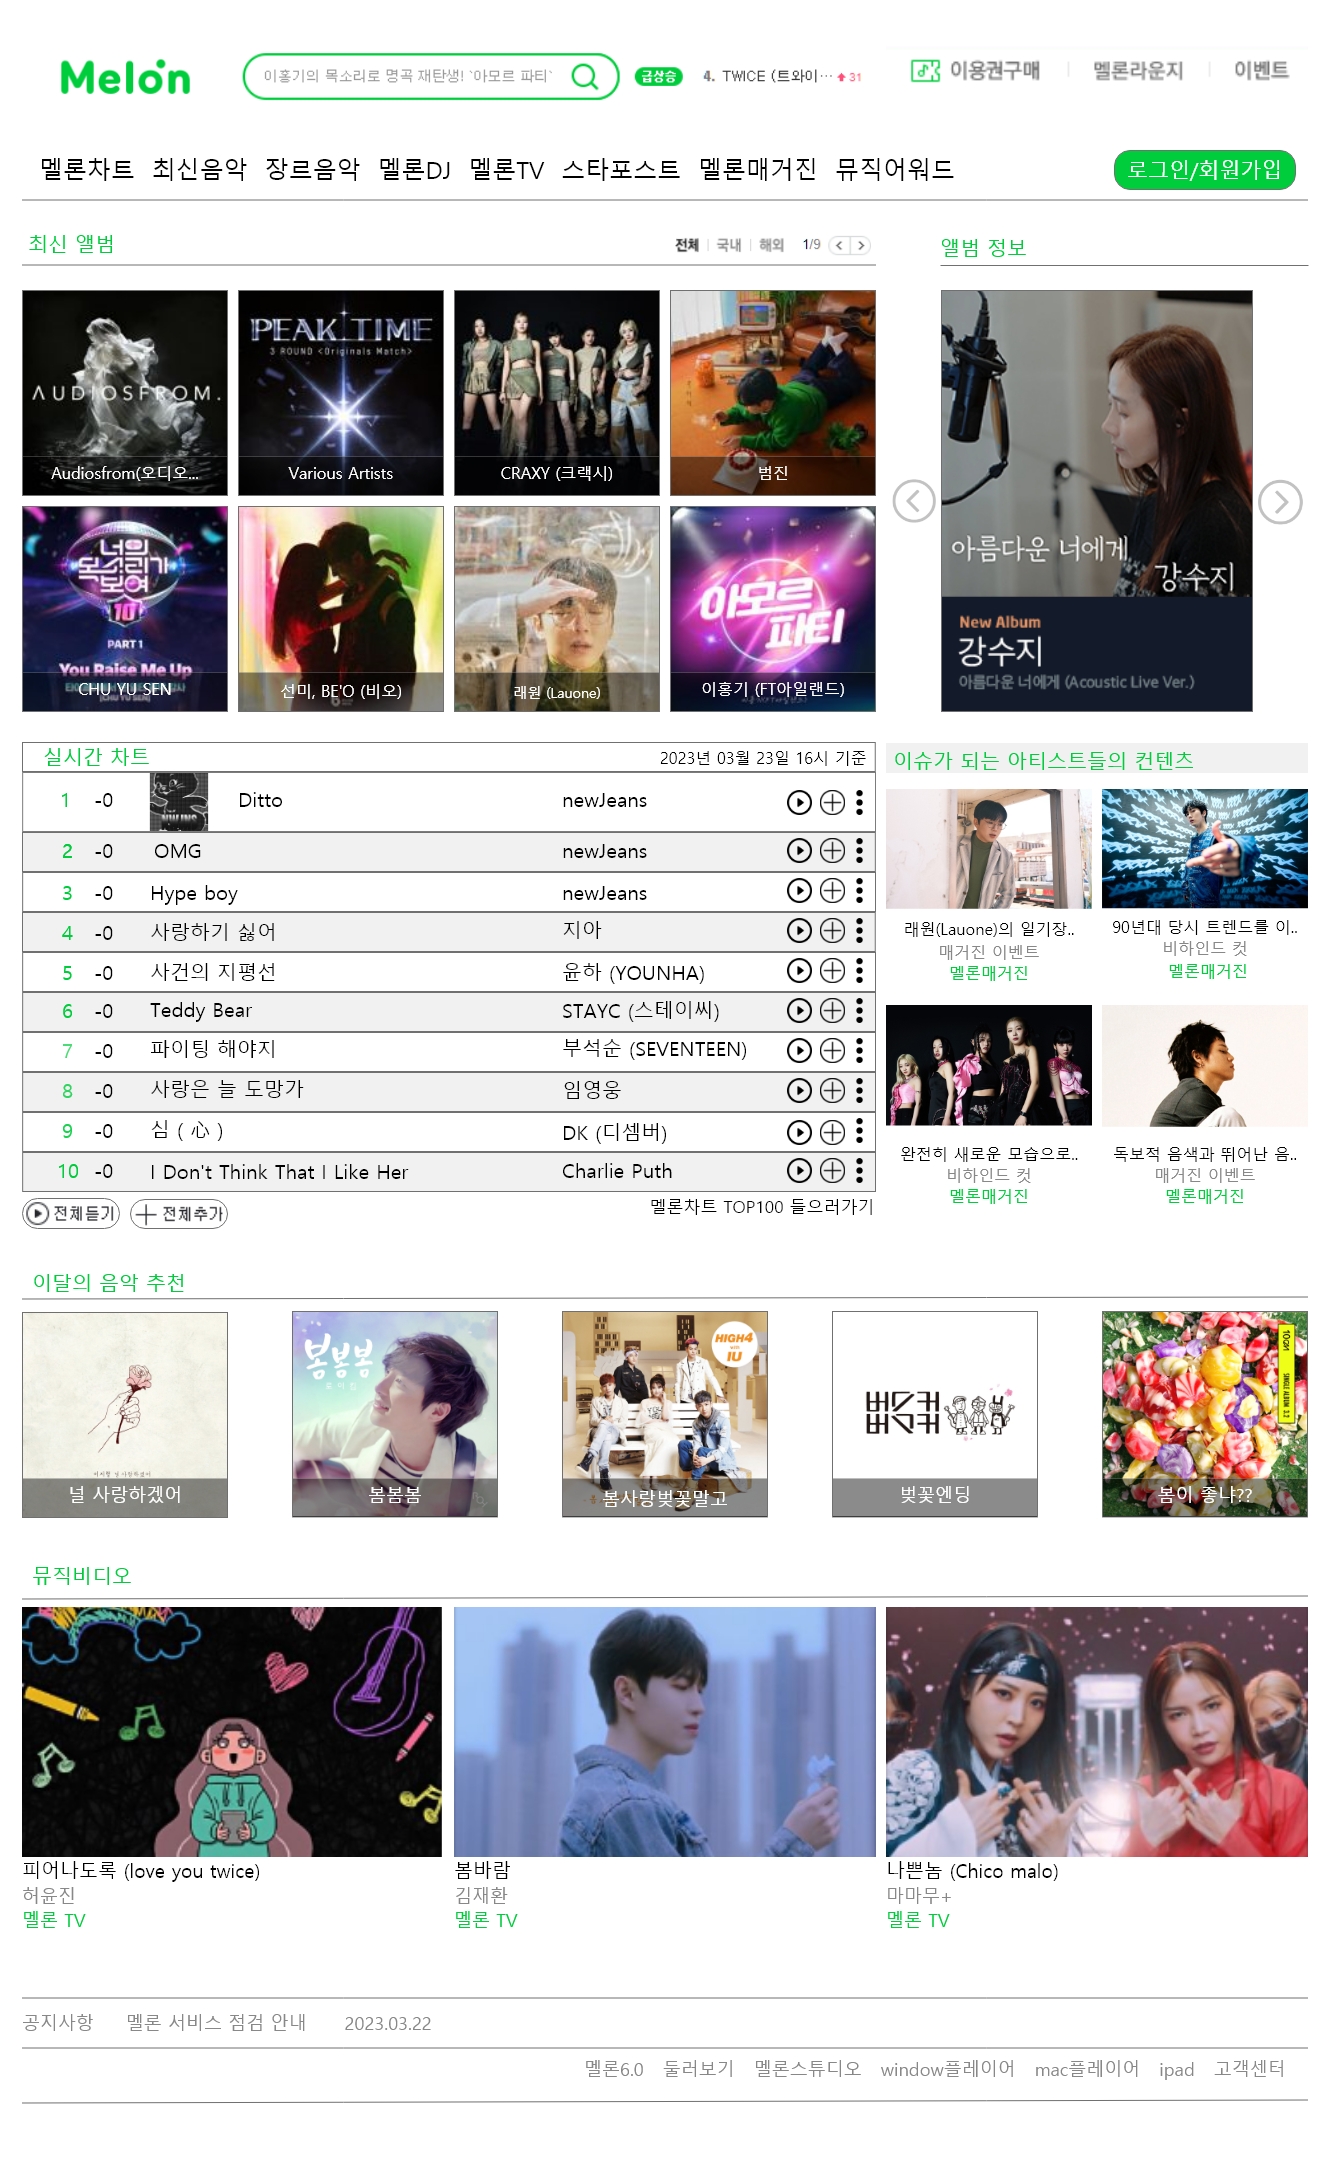 Melon
이홍기의 목소리로 명곡 재탄생! `아모르 파티`
급상승 4. TWICE (트와이… 31
이용권구매 | 멜론라운지 | 이벤트
멜론차트 최신음악 장르음악 멜론DJ 멜론TV 스타포스트 멜론매거진 뮤직어워드
로그인/회원가입
최신 앨범
전체 | 국내 | 해외 1/9
AUDIOSFROM.
Audiosfrom(오디오...
PEAK TIME
3 ROUND <Originals Match>
Various Artists
CRAXY (크랙시)
범진
너의 목소리가 보여
10
PART 1
You Raise Me Up
CHU YU SEN
선미, BE'O (비오)
래원 (Lauone)
아모르 파티
이홍기 (FT아일랜드)
앨범 정보
아름다운 너에게
강수지
New Album
강수지
아름다운 너에게 (Acoustic Live Ver.)
실시간 차트
2023년 03월 23일 16시 기준
1 -0 Ditto newJeans
2 -0 OMG newJeans
3 -0 Hype boy newJeans
4 -0 사랑하기 싫어 지아
5 -0 사건의 지평선 윤하 (YOUNHA)
6 -0 Teddy Bear STAYC (스테이씨)
7 -0 파이팅 해야지 부석순 (SEVENTEEN)
8 -0 사랑은 늘 도망가 임영웅
9 -0 심 ( 心 ) DK (디셈버)
10 -0 I Don't Think That I Like Her Charlie Puth
전체듣기 전체추가
멜론차트 TOP100 들으러가기
이슈가 되는 아티스트들의 컨텐츠
래원(Lauone)의 일기장..
매거진 이벤트
멜론매거진
90년대 당시 트렌드를 이..
비하인드 컷
멜론매거진
완전히 새로운 모습으로..
비하인드 컷
멜론매거진
독보적 음색과 뛰어난 음..
매거진 이벤트
멜론매거진
이달의 음악 추천
널 사랑하겠어
봄봄봄
로이킴
봄봄봄
HIGH4
IU
봄사랑벚꽃말고
버스커
버스커
벚꽃엔딩
10cm
SINGLE ALBUM
봄이 좋냐??
뮤직비디오
피어나도록 (love you twice)
허윤진
멜론 TV
봄바람
김재환
멜론 TV
나쁜놈 (Chico malo)
마마무+
멜론 TV
공지사항 멜론 서비스 점검 안내 2023.03.22
멜론6.0 둘러보기 멜론스튜디오 window플레이어 mac플레이어 ipad 고객센터